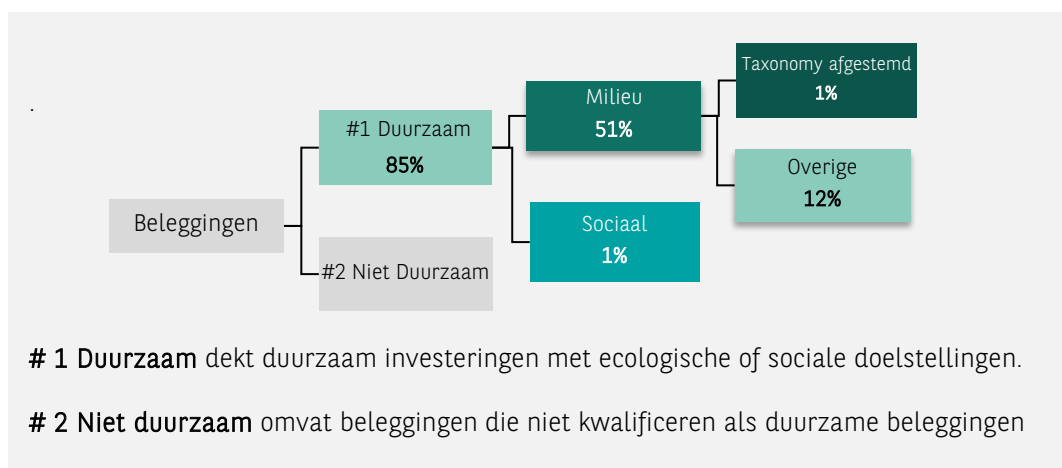 Taxonomy afgestemd
1%
Milieu
51%
.
#1 Duurzaam
85%
Overige
12%
Beleggingen
Sociaal
1%
#2 Niet Duurzaam
# 1 Duurzaam dekt duurzaam investeringen met ecologische of sociale doelstellingen.
# 2 Niet duurzaam omvat beleggingen die niet kwalificeren als duurzame beleggingen